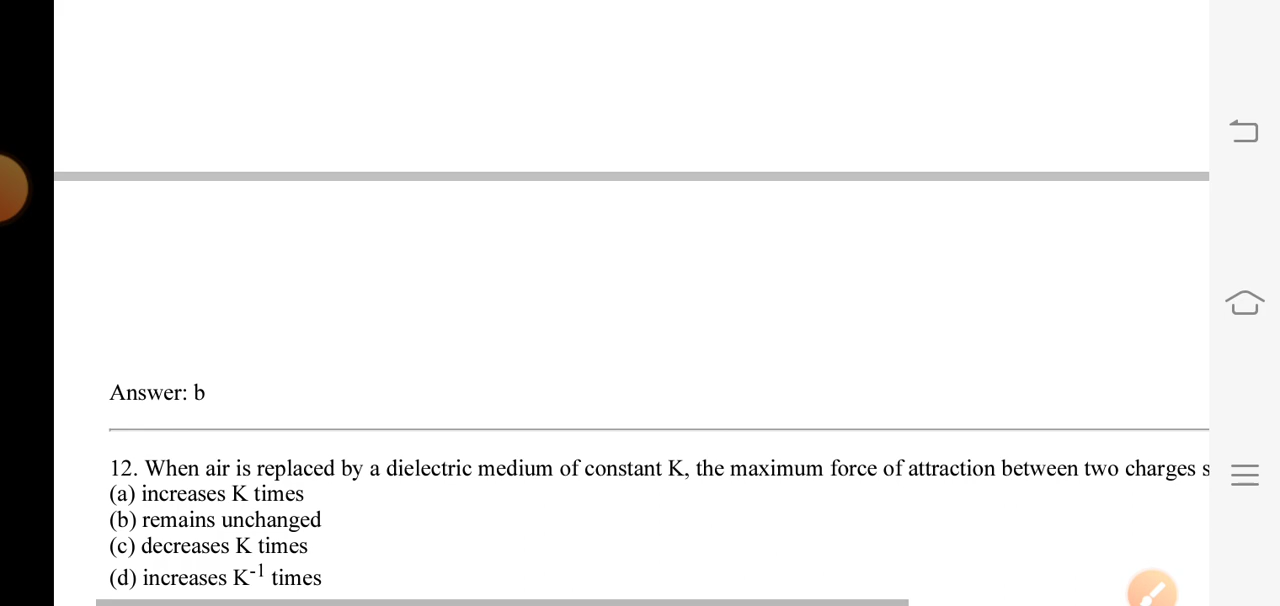 Answer: b
12. When air is replaced by a dielectric medium of constant K, the maximum force of attraction between two charges s
(a) increases K times
(b) remains unchanged
(c) decreases K times
(d) increases K⁻¹ times